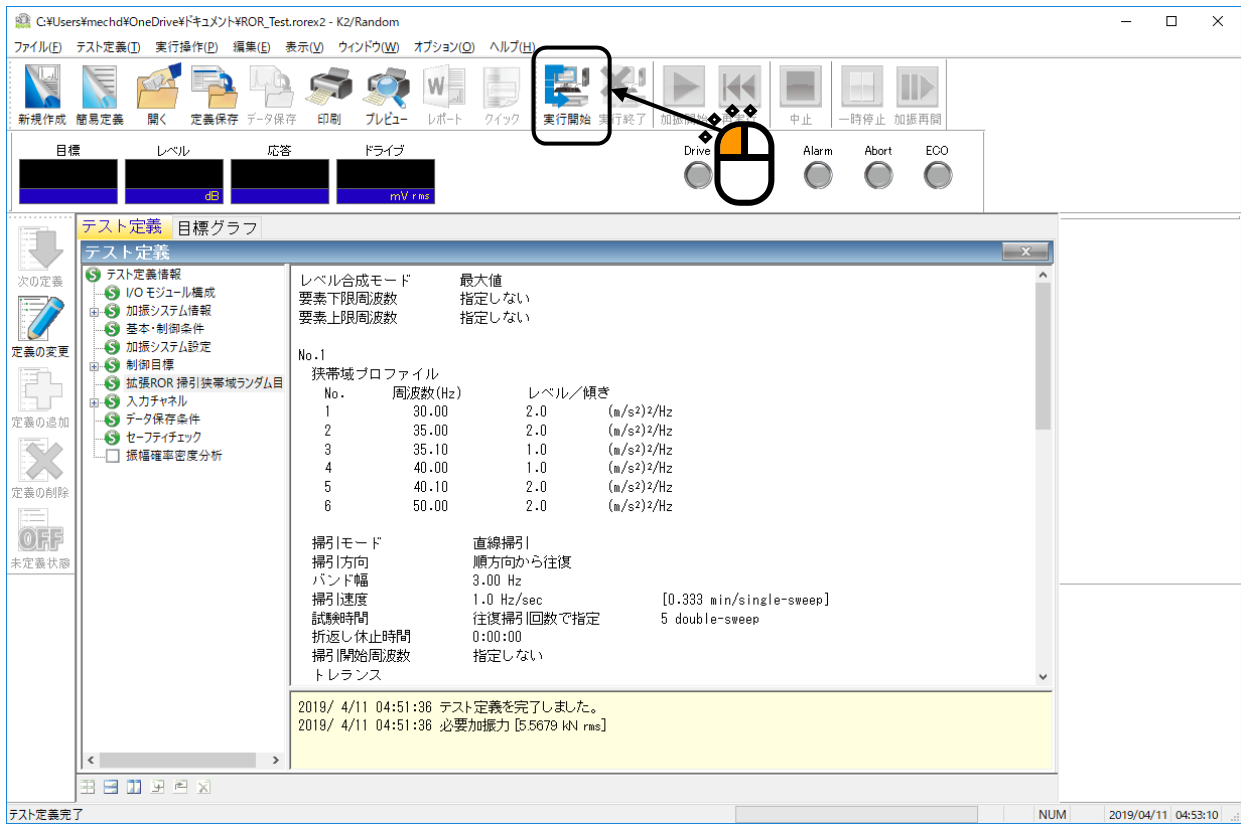 C:¥Users¥mechd¥OneDrive¥ドキュメント¥ROR_Test.rorex2 - K2/Random
ファイル(F) テスト定義(T) 実行操作(P) 編集(E) 表示(V) ウィンドウ(W) オプション(O) ヘルプ(H)
新規作成 簡易定義 開く 定義保存 データ保存 印刷 プレビュー レポート クイック 実行開始 実行終了 加振開始 再実行 中止 一時停止 加振再開
目標 レベル 応答 ドライブ Drive Alarm Abort ECO
dB mV rms
テスト定義 目標グラフ
テスト定義
次の定義
定義の変更
定義の追加
定義の削除
OFF
未定義状態
テスト定義情報
I/O モジュール構成
加振システム情報
基本・制御条件
加振システム設定
制御目標
拡張ROR 掃引狭帯域ランダム目
入力チャネル
データ保存条件
セーフティチェック
振幅確率密度分析
レベル合成モード 最大値
要素下限周波数 指定しない
要素上限周波数 指定しない
No.1
狭帯域プロファイル
No. 周波数(Hz) レベル／傾き
1 30.00 2.0 (m/s²)²/Hz
2 35.00 2.0 (m/s²)²/Hz
3 35.10 1.0 (m/s²)²/Hz
4 40.00 1.0 (m/s²)²/Hz
5 40.10 2.0 (m/s²)²/Hz
6 50.00 2.0 (m/s²)²/Hz
掃引モード 直線掃引
掃引方向 順方向から往復
バンド幅 3.00 Hz
掃引速度 1.0 Hz/sec [0.333 min/single-sweep]
試験時間 往復掃引回数で指定 5 double-sweep
折返し休止時間 0:00:00
掃引開始周波数 指定しない
トレランス
2019/ 4/11 04:51:36 テスト定義を完了しました。
2019/ 4/11 04:51:36 必要加振力 [5.5679 kN rms]
テスト定義完了 NUM 2019/04/11 04:53:10